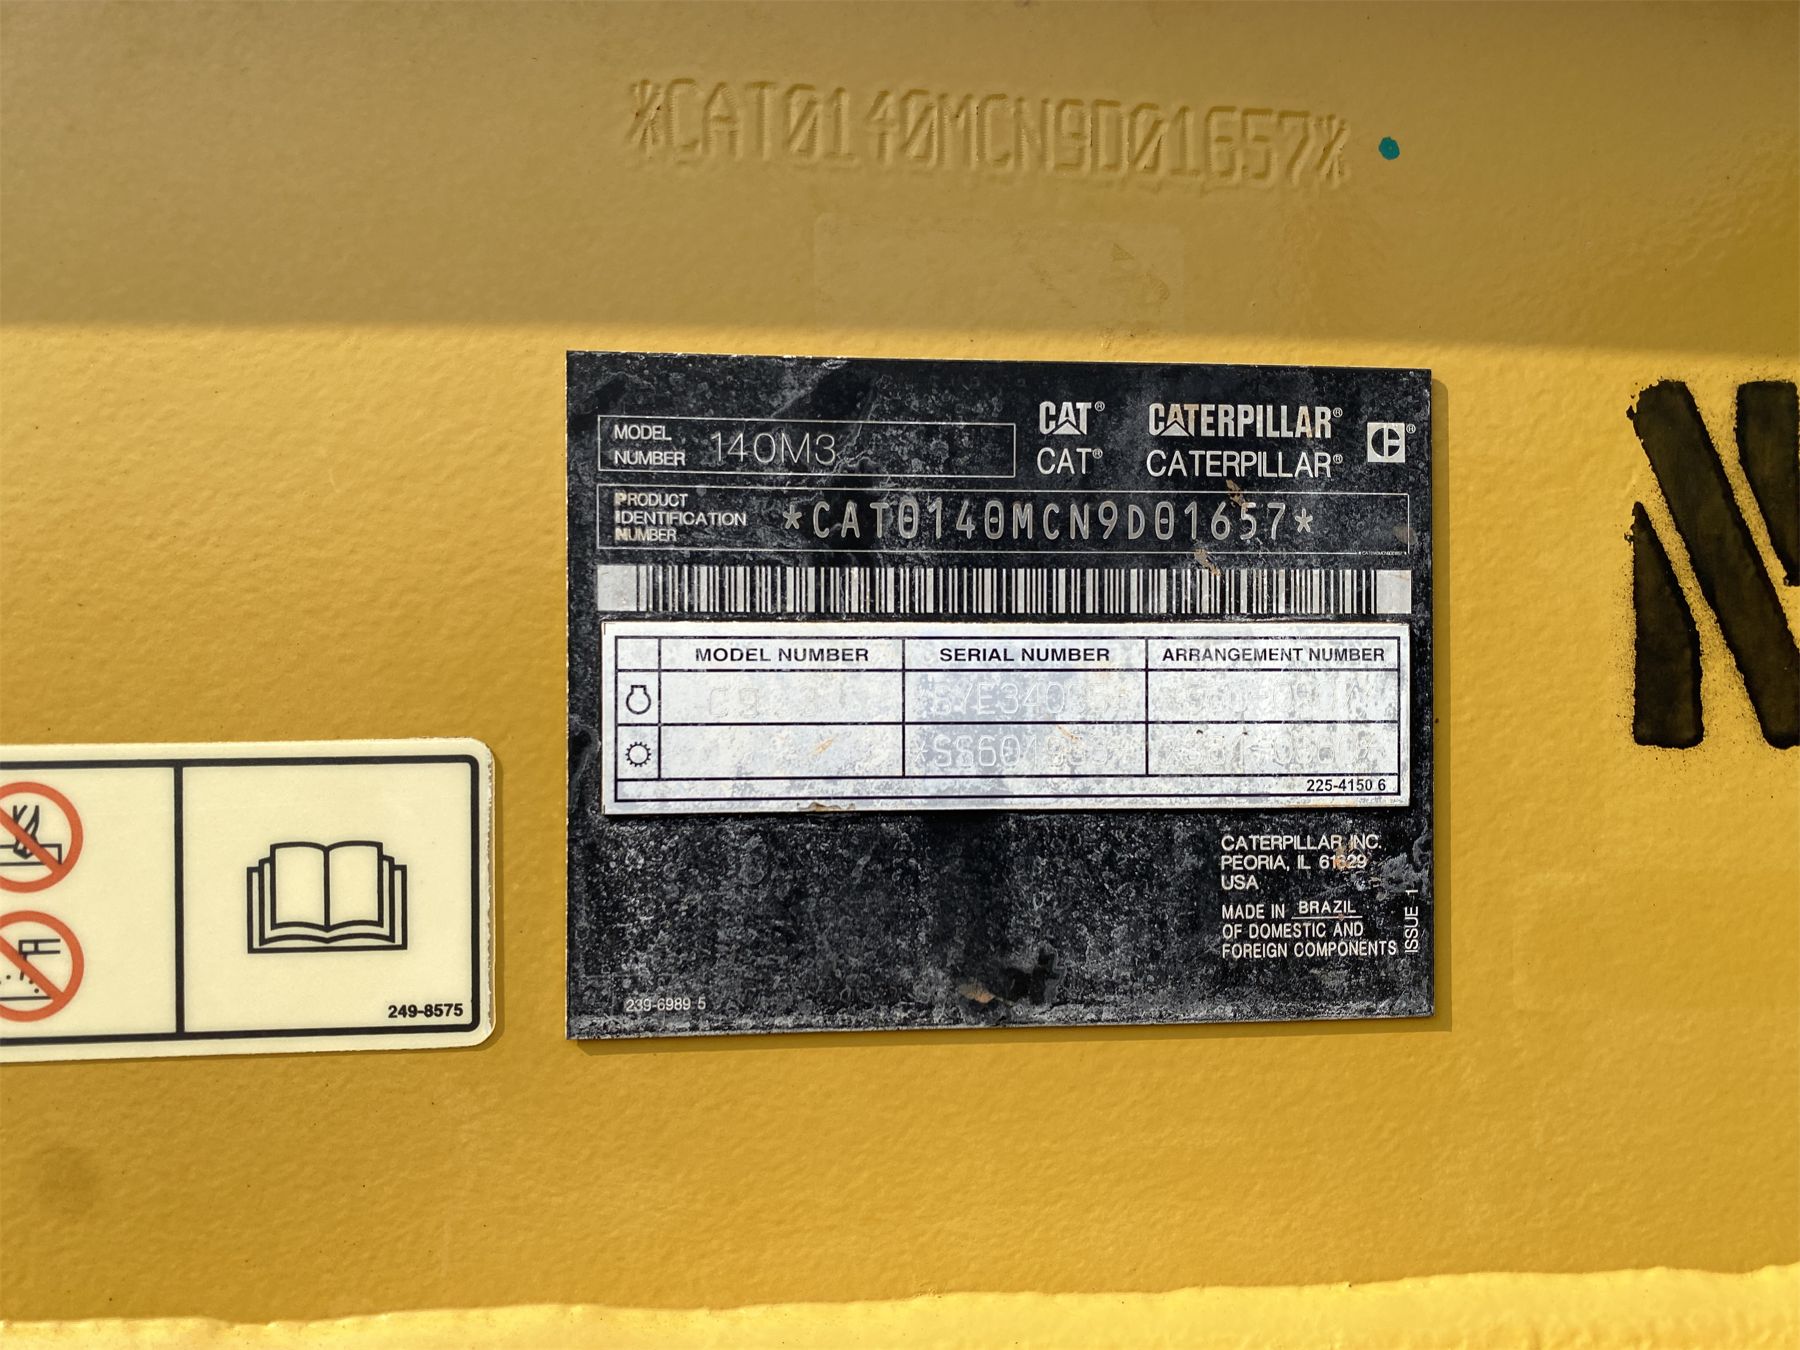 *CAT0140MCN9D01657*
MODEL NUMBER 140M3
CAT® CATERPILLAR®
CAT® CATERPILLAR®
PRODUCT IDENTIFICATION NUMBER *CAT0140MCN9D01657*
MODEL NUMBER SERIAL NUMBER ARRANGEMENT NUMBER
225-4150 6
CATERPILLAR INC.
PEORIA, IL 61629
USA
MADE IN BRAZIL
OF DOMESTIC AND
FOREIGN COMPONENTS
ISSUE 1
239-6989 5
249-8575